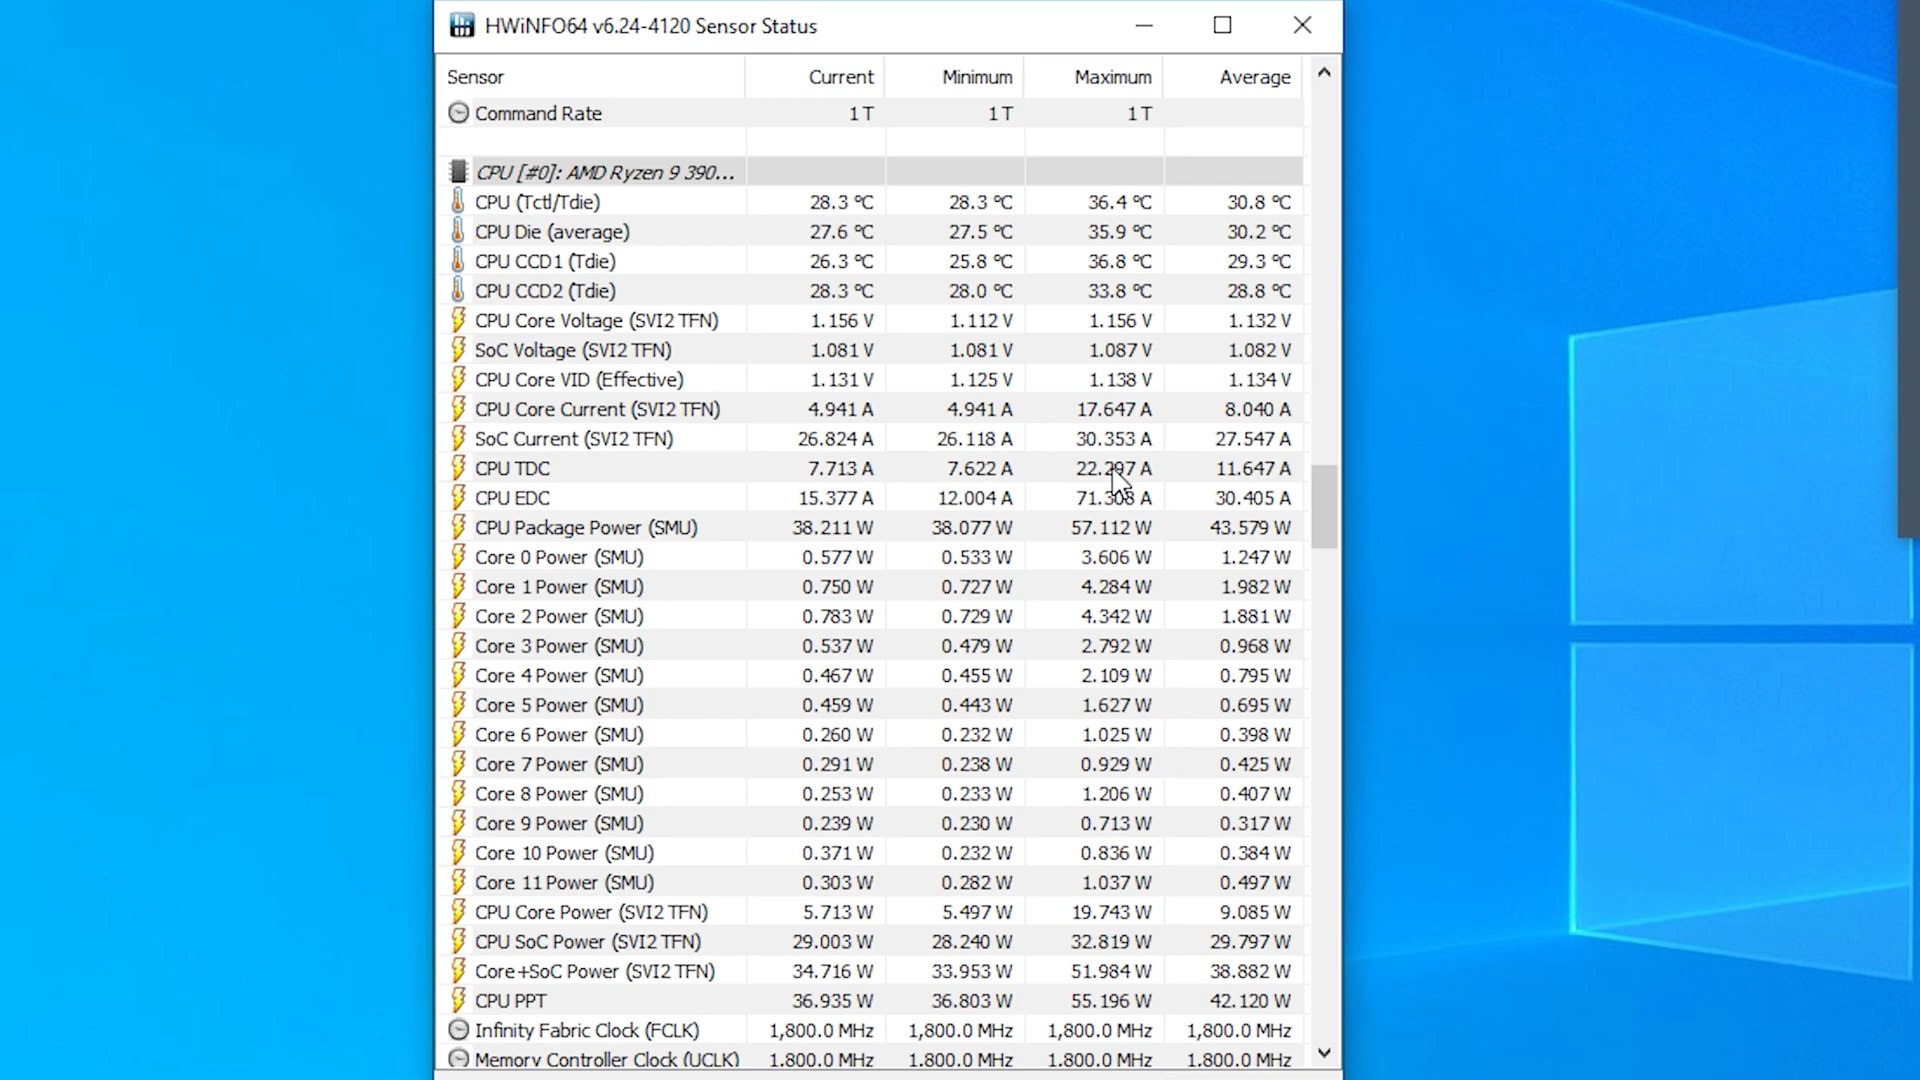 HWiNFO64 v6.24-4120 Sensor Status
Sensor Current Minimum Maximum Average
Command Rate 1 T 1 T 1 T
CPU [#0]: AMD Ryzen 9 390...
CPU (Tctl/Tdie) 28.3 °C 28.3 °C 36.4 °C 30.8 °C
CPU Die (average) 27.6 °C 27.5 °C 35.9 °C 30.2 °C
CPU CCD1 (Tdie) 26.3 °C 25.8 °C 36.8 °C 29.3 °C
CPU CCD2 (Tdie) 28.3 °C 28.0 °C 33.8 °C 28.8 °C
CPU Core Voltage (SVI2 TFN) 1.156 V 1.112 V 1.156 V 1.132 V
SoC Voltage (SVI2 TFN) 1.081 V 1.081 V 1.087 V 1.082 V
CPU Core VID (Effective) 1.131 V 1.125 V 1.138 V 1.134 V
CPU Core Current (SVI2 TFN) 4.941 A 4.941 A 17.647 A 8.040 A
SoC Current (SVI2 TFN) 26.824 A 26.118 A 30.353 A 27.547 A
CPU TDC 7.713 A 7.622 A 22.297 A 11.647 A
CPU EDC 15.377 A 12.004 A 71.308 A 30.405 A
CPU Package Power (SMU) 38.211 W 38.077 W 57.112 W 43.579 W
Core 0 Power (SMU) 0.577 W 0.533 W 3.606 W 1.247 W
Core 1 Power (SMU) 0.750 W 0.727 W 4.284 W 1.982 W
Core 2 Power (SMU) 0.783 W 0.729 W 4.342 W 1.881 W
Core 3 Power (SMU) 0.537 W 0.479 W 2.792 W 0.968 W
Core 4 Power (SMU) 0.467 W 0.455 W 2.109 W 0.795 W
Core 5 Power (SMU) 0.459 W 0.443 W 1.627 W 0.695 W
Core 6 Power (SMU) 0.260 W 0.232 W 1.025 W 0.398 W
Core 7 Power (SMU) 0.291 W 0.238 W 0.929 W 0.425 W
Core 8 Power (SMU) 0.253 W 0.233 W 1.206 W 0.407 W
Core 9 Power (SMU) 0.239 W 0.230 W 0.713 W 0.317 W
Core 10 Power (SMU) 0.371 W 0.232 W 0.836 W 0.384 W
Core 11 Power (SMU) 0.303 W 0.282 W 1.037 W 0.497 W
CPU Core Power (SVI2 TFN) 5.713 W 5.497 W 19.743 W 9.085 W
CPU SoC Power (SVI2 TFN) 29.003 W 28.240 W 32.819 W 29.797 W
Core+SoC Power (SVI2 TFN) 34.716 W 33.953 W 51.984 W 38.882 W
CPU PPT 36.935 W 36.803 W 55.196 W 42.120 W
Infinity Fabric Clock (FCLK) 1,800.0 MHz 1,800.0 MHz 1,800.0 MHz 1,800.0 MHz
Memory Controller Clock (UCLK) 1,800.0 MHz 1,800.0 MHz 1,800.0 MHz 1,800.0 MHz